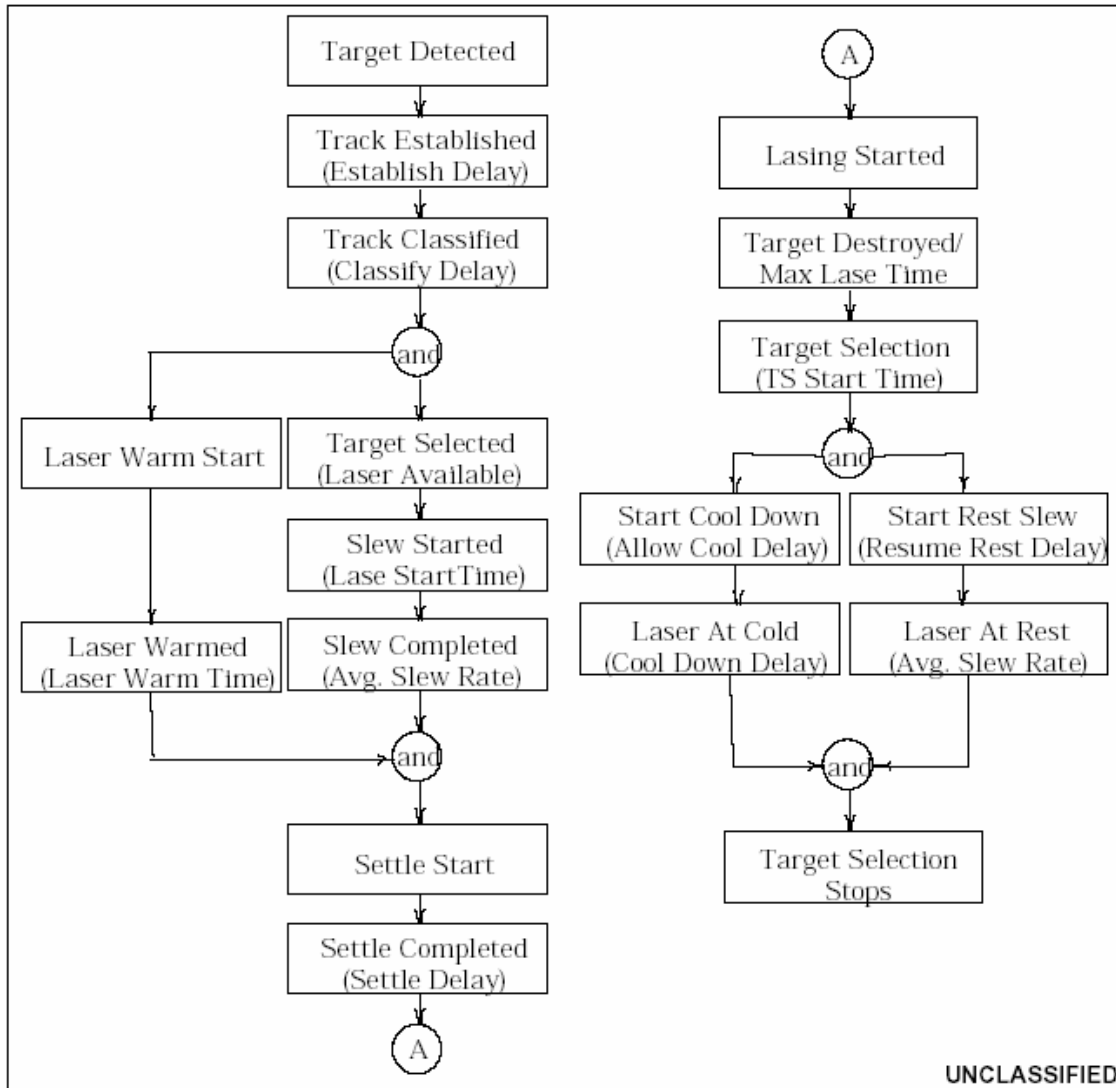 Target Detected
Track Established
(Establish Delay)
Track Classified
(Classify Delay)
and
Laser Warm Start
Target Selected
(Laser Available)
Slew Started
(Lase StartTime)
Laser Warmed
(Laser Warm Time)
Slew Completed
(Avg. Slew Rate)
and
Settle Start
Settle Completed
(Settle Delay)
A
A
Lasing Started
Target Destroyed/
Max Lase Time
Target Selection
(TS Start Time)
and
Start Cool Down
(Allow Cool Delay)
Start Rest Slew
(Resume Rest Delay)
Laser At Cold
(Cool Down Delay)
Laser At Rest
(Avg. Slew Rate)
and
Target Selection
Stops
UNCLASSIFIED